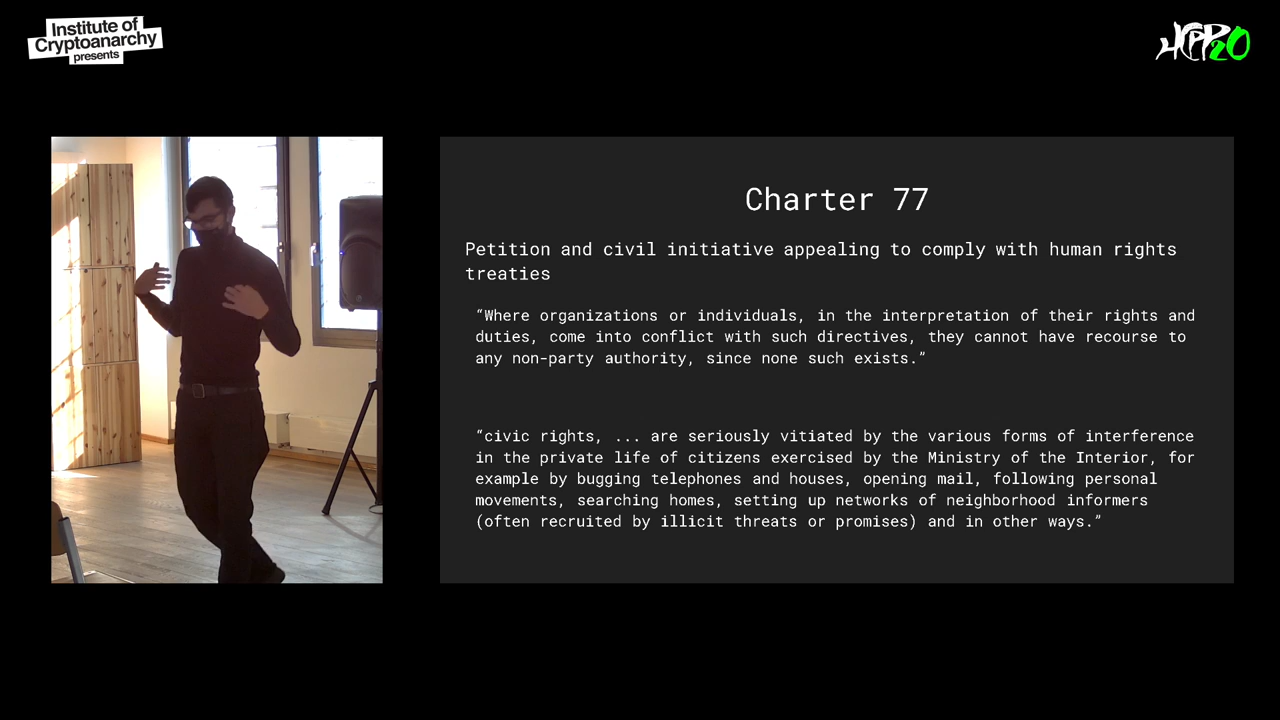 Institute of
Cryptoanarchy
presents
HCPP20
Charter 77
Petition and civil initiative appealing to comply with human rights
treaties
“Where organizations or individuals, in the interpretation of their rights and
duties, come into conflict with such directives, they cannot have recourse to
any non-party authority, since none such exists.”
“civic rights, ... are seriously vitiated by the various forms of interference
in the private life of citizens exercised by the Ministry of the Interior, for
example by bugging telephones and houses, opening mail, following personal
movements, searching homes, setting up networks of neighborhood informers
(often recruited by illicit threats or promises) and in other ways.”